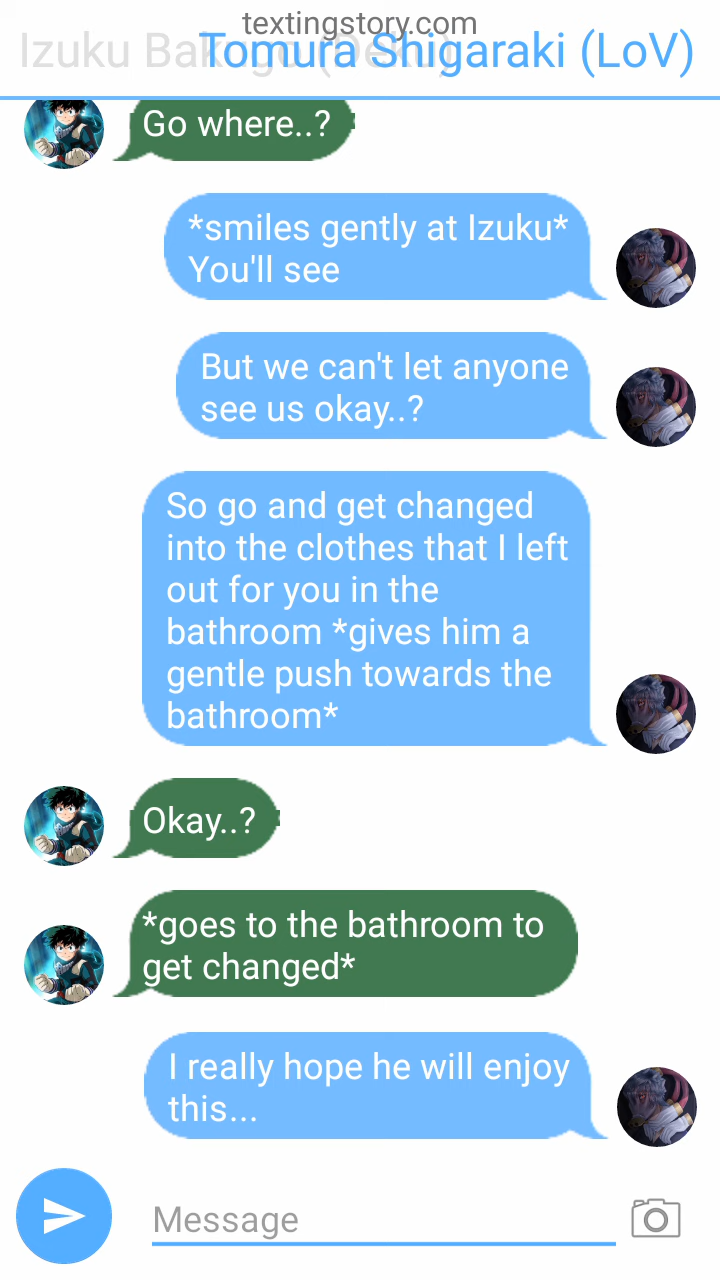 textingstory.com
Tomura Shigaraki (LoV)
Go where..?
*smiles gently at Izuku*
You'll see
But we can't let anyone
see us okay..?
So go and get changed
into the clothes that I left
out for you in the
bathroom *gives him a
gentle push towards the
bathroom*
Okay..?
*goes to the bathroom to
get changed*
I really hope he will enjoy
this...
Message